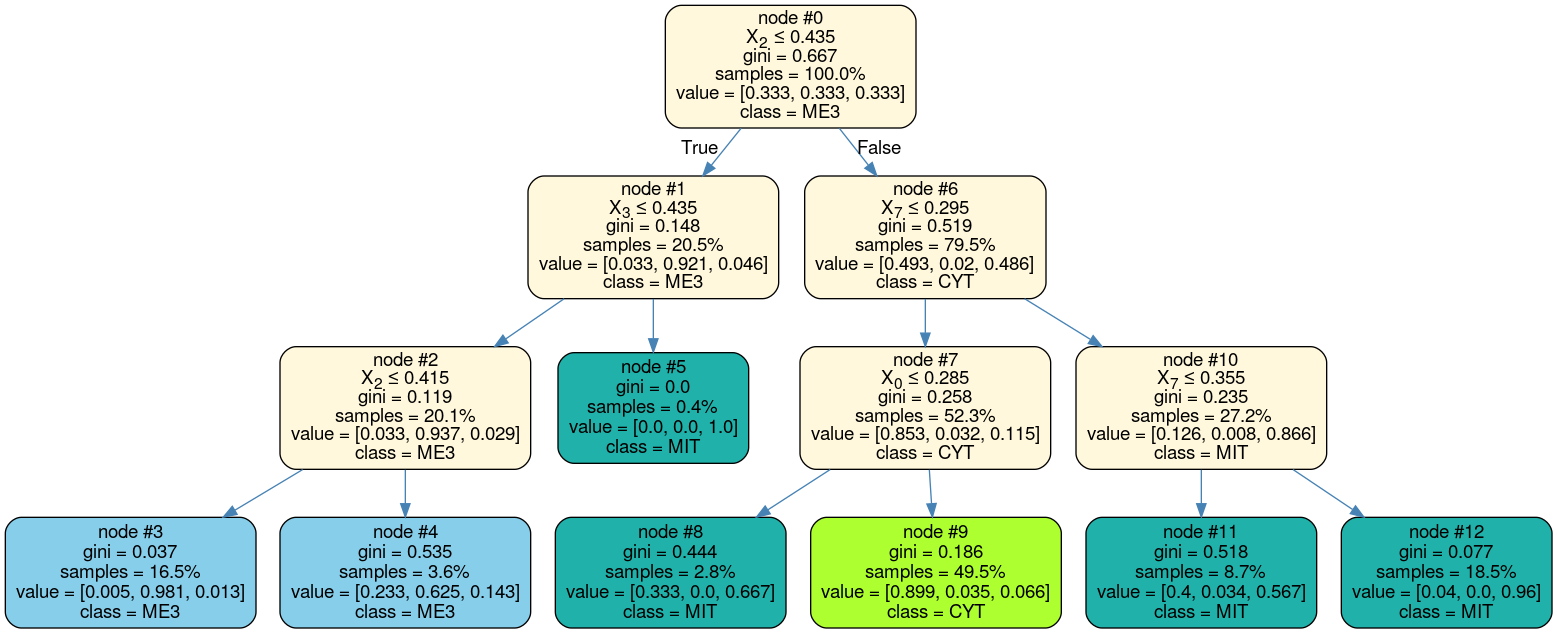 node #0
X2 ≤ 0.435
gini = 0.667
samples = 100.0%
value = [0.333, 0.333, 0.333]
class = ME3
True
False
node #1
X3 ≤ 0.435
gini = 0.148
samples = 20.5%
value = [0.033, 0.921, 0.046]
class = ME3
node #6
X7 ≤ 0.295
gini = 0.519
samples = 79.5%
value = [0.493, 0.02, 0.486]
class = CYT
node #2
X2 ≤ 0.415
gini = 0.119
samples = 20.1%
value = [0.033, 0.937, 0.029]
class = ME3
node #5
gini = 0.0
samples = 0.4%
value = [0.0, 0.0, 1.0]
class = MIT
node #7
X0 ≤ 0.285
gini = 0.258
samples = 52.3%
value = [0.853, 0.032, 0.115]
class = CYT
node #10
X7 ≤ 0.355
gini = 0.235
samples = 27.2%
value = [0.126, 0.008, 0.866]
class = MIT
node #3
gini = 0.037
samples = 16.5%
value = [0.005, 0.981, 0.013]
class = ME3
node #4
gini = 0.535
samples = 3.6%
value = [0.233, 0.625, 0.143]
class = ME3
node #8
gini = 0.444
samples = 2.8%
value = [0.333, 0.0, 0.667]
class = MIT
node #9
gini = 0.186
samples = 49.5%
value = [0.899, 0.035, 0.066]
class = CYT
node #11
gini = 0.518
samples = 8.7%
value = [0.4, 0.034, 0.567]
class = MIT
node #12
gini = 0.077
samples = 18.5%
value = [0.04, 0.0, 0.96]
class = MIT